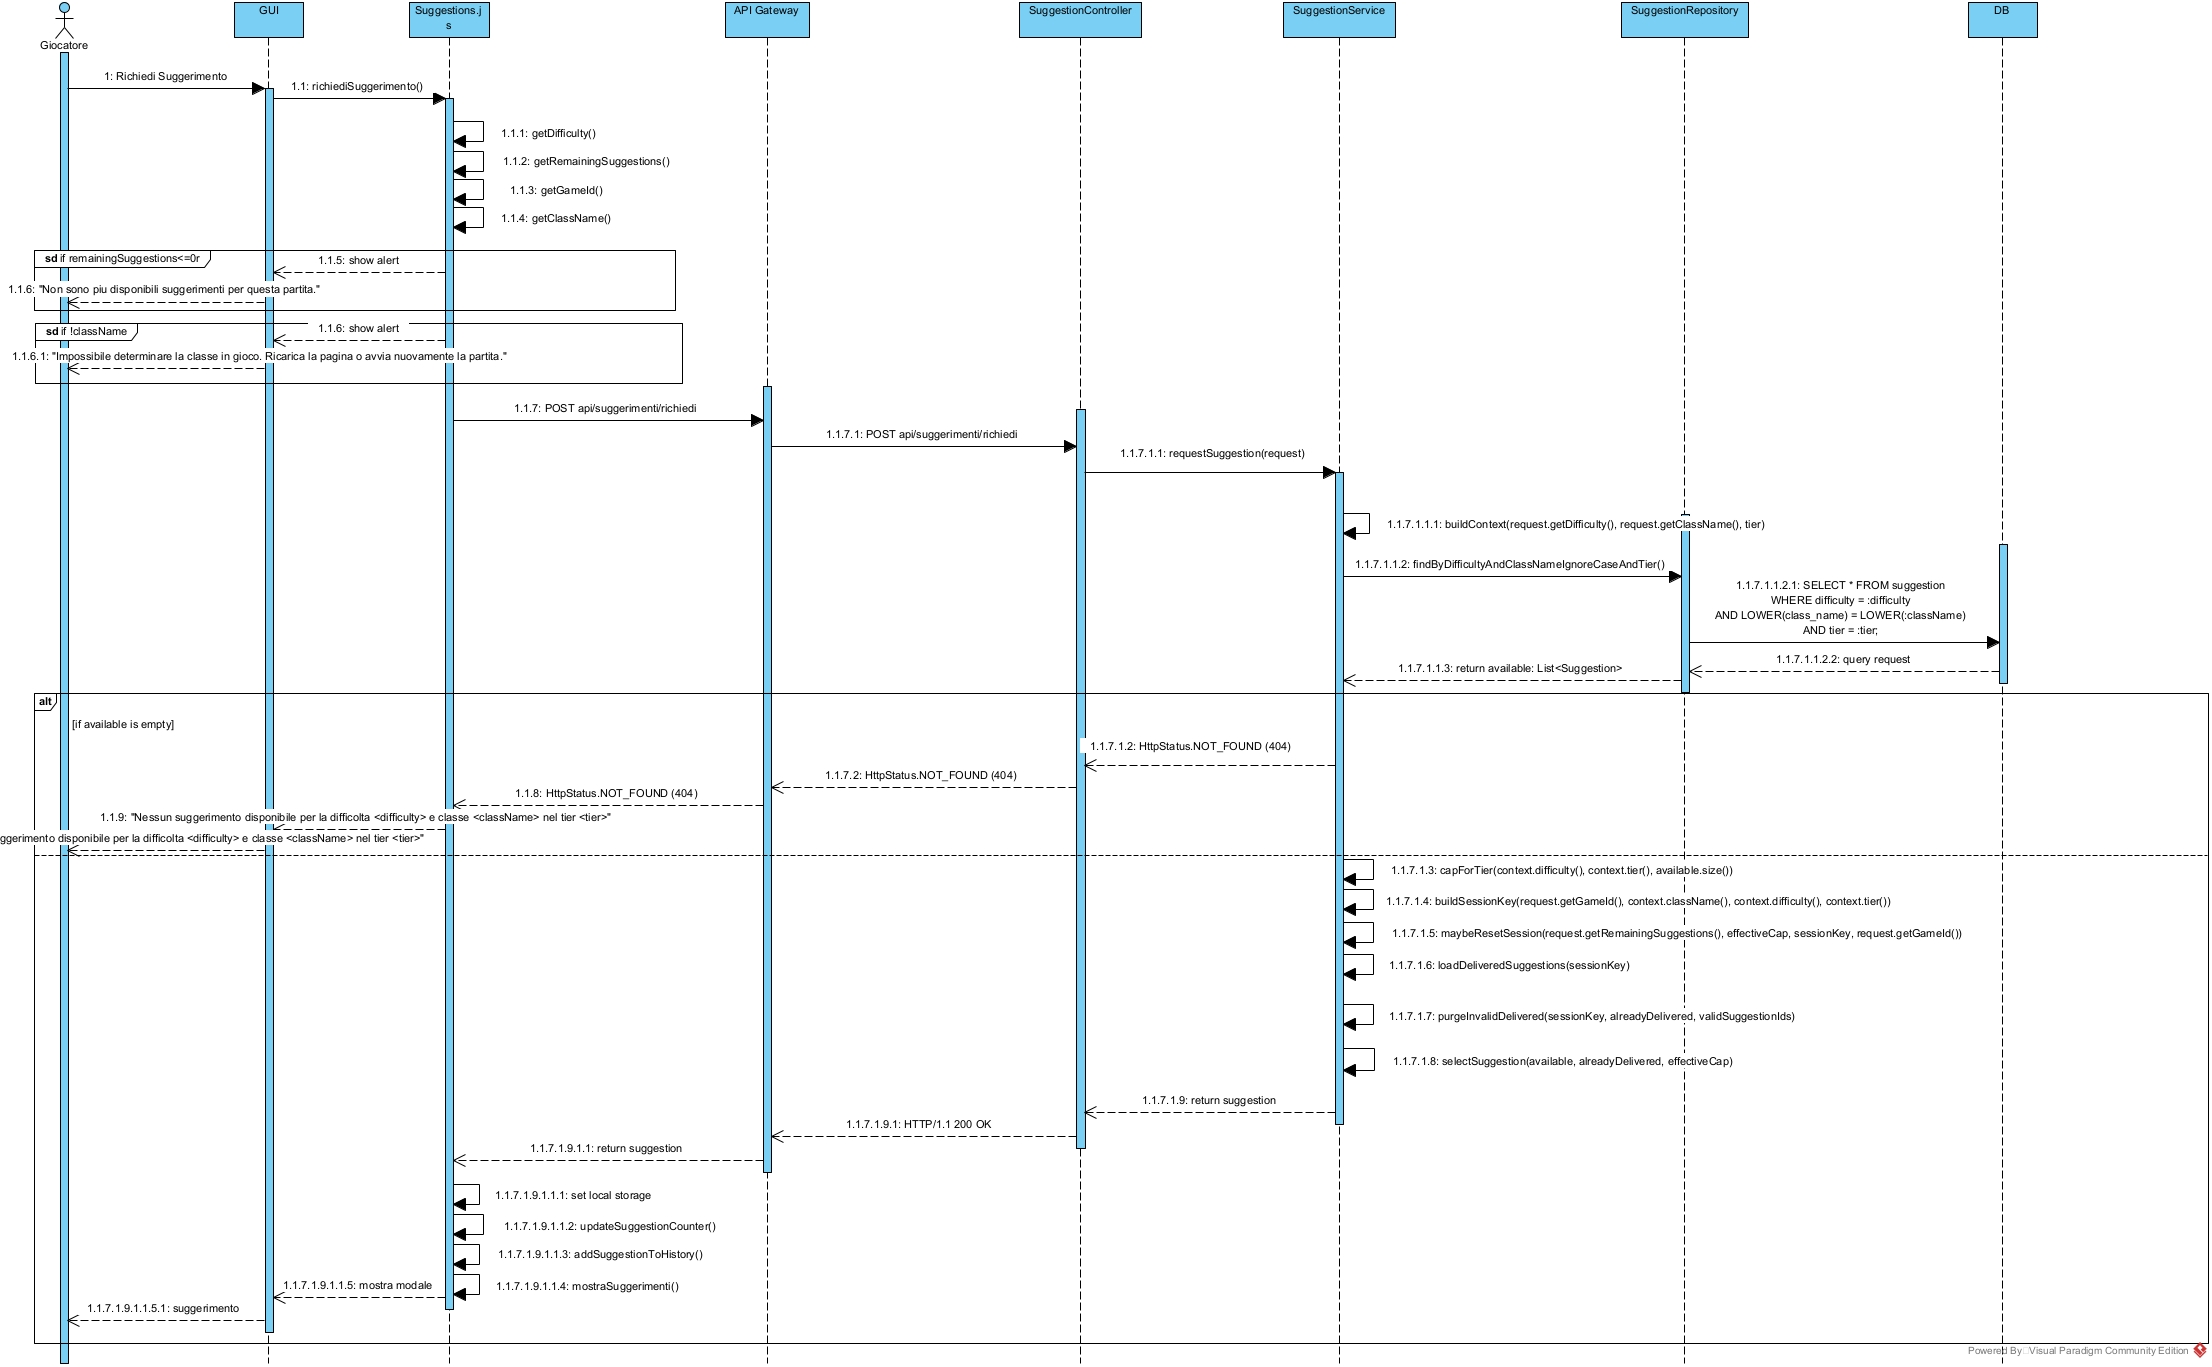 GUI
Suggestions.j
s
API Gateway
SuggestionController
SuggestionService
SuggestionRepository
DB
Giocatore
1: Richiedi Suggerimento
1.1: richiediSuggerimento()
1.1.1: getDifficulty()
1.1.2: getRemainingSuggestions()
1.1.3: getGameId()
1.1.4: getClassName()
sd if remainingSuggestions<=0r
1.1.5: show alert
1.1.6: "Non sono piu disponibili suggerimenti per questa partita."
sd if !className
1.1.6: show alert
1.1.6.1: "Impossibile determinare la classe in gioco. Ricarica la pagina o avvia nuovamente la partita."
1.1.7: POST api/suggerimenti/richiedi
1.1.7.1: POST api/suggerimenti/richiedi
1.1.7.1.1: requestSuggestion(request)
1.1.7.1.1.1: buildContext(request.getDifficulty(), request.getClassName(), tier)
1.1.7.1.1.2: findByDifficultyAndClassNameIgnoreCaseAndTier()
1.1.7.1.1.2.1: SELECT * FROM suggestion
WHERE difficulty = :difficulty
AND LOWER(class_name) = LOWER(:className)
AND tier = :tier;
1.1.7.1.1.2.2: query request
1.1.7.1.1.3: return available: List<Suggestion>
alt
[if available is empty]
1.1.7.1.2: HttpStatus.NOT_FOUND (404)
1.1.7.2: HttpStatus.NOT_FOUND (404)
1.1.8: HttpStatus.NOT_FOUND (404)
1.1.9: "Nessun suggerimento disponibile per la difficolta <difficulty> e classe <className> nel tier <tier>"
ggerimento disponibile per la difficolta <difficulty> e classe <className> nel tier <tier>"
1.1.7.1.3: capForTier(context.difficulty(), context.tier(), available.size())
1.1.7.1.4: buildSessionKey(request.getGameId(), context.className(), context.difficulty(), context.tier())
1.1.7.1.5: maybeResetSession(request.getRemainingSuggestions(), effectiveCap, sessionKey, request.getGameId())
1.1.7.1.6: loadDeliveredSuggestions(sessionKey)
1.1.7.1.7: purgeInvalidDelivered(sessionKey, alreadyDelivered, validSuggestionIds)
1.1.7.1.8: selectSuggestion(available, alreadyDelivered, effectiveCap)
1.1.7.1.9: return suggestion
1.1.7.1.9.1: HTTP/1.1 200 OK
1.1.7.1.9.1.1: return suggestion
1.1.7.1.9.1.1.1: set local storage
1.1.7.1.9.1.1.2: updateSuggestionCounter()
1.1.7.1.9.1.1.3: addSuggestionToHistory()
1.1.7.1.9.1.1.4: mostraSuggerimenti()
1.1.7.1.9.1.1.5: mostra modale
1.1.7.1.9.1.1.5.1: suggerimento
Powered By Visual Paradigm Community Edition